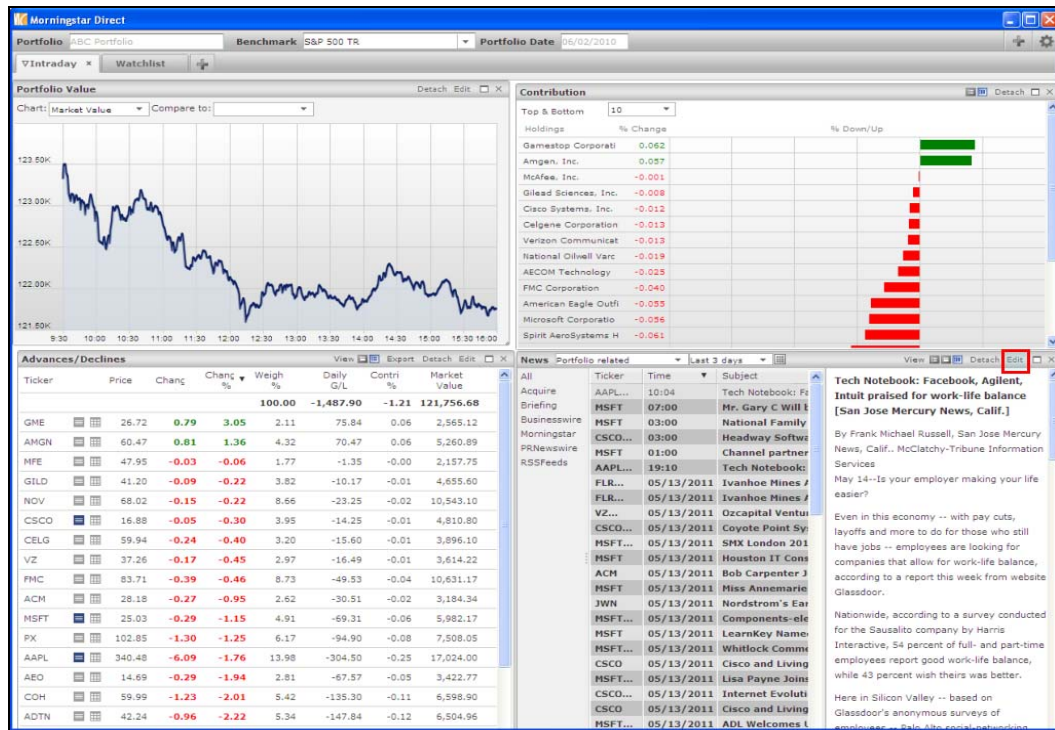 Morningstar Direct
Portfolio ABC Portfolio Benchmark S&P 500 TR Portfolio Date 06/02/2010
Intraday × Watchlist
Portfolio Value Detach Edit
Chart: Market Value Compare to:
123.50K
123.00K
122.50K
122.00K
121.50K
9:30 10:00 10:30 11:00 11:30 12:00 12:30 13:00 13:30 14:00 14:30 15:00 15:30 16:00
Contribution Detach
Top & Bottom 10
Holdings % Change % Down/Up
Gamestop Corporati 0.062
Amgen, Inc. 0.057
McAfee, Inc. -0.001
Gilead Sciences, Inc. -0.008
Cisco Systems, Inc. -0.012
Celgene Corporation -0.013
Verizon Communicat -0.013
National Oilwell Varc -0.019
AECOM Technology -0.025
FMC Corporation -0.040
American Eagle Outfi -0.055
Microsoft Corporatio -0.056
Spirit AeroSystems H -0.061
Advances/Declines View Export Detach Edit
Ticker Price Chang Chang % Weigh % Daily G/L Contri % Market Value
100.00 -1,487.90 -1.21 121,756.68
GME 26.72 0.79 3.05 2.11 75.84 0.06 2,565.12
AMGN 60.47 0.81 1.36 4.32 70.47 0.06 5,260.89
MFE 47.95 -0.03 -0.06 1.77 -1.35 -0.00 2,157.75
GILD 41.20 -0.09 -0.22 3.82 -10.17 -0.01 4,655.60
NOV 68.02 -0.15 -0.22 8.66 -23.25 -0.02 10,543.10
CSCO 16.88 -0.05 -0.30 3.95 -14.25 -0.01 4,810.80
CELG 59.94 -0.24 -0.40 3.20 -15.60 -0.01 3,896.10
VZ 37.26 -0.17 -0.45 2.97 -16.49 -0.01 3,614.22
FMC 83.71 -0.39 -0.46 8.73 -49.53 -0.04 10,631.17
ACM 28.18 -0.27 -0.95 2.62 -30.51 -0.02 3,184.34
MSFT 25.03 -0.29 -1.15 4.91 -69.31 -0.06 5,982.17
PX 102.85 -1.30 -1.25 6.17 -94.90 -0.08 7,508.05
AAPL 340.48 -6.09 -1.76 13.98 -304.50 -0.25 17,024.00
AEO 14.69 -0.29 -1.94 2.81 -67.57 -0.05 3,422.77
COH 59.99 -1.23 -2.01 5.42 -135.30 -0.11 6,598.90
ADTN 42.24 -0.96 -2.22 5.34 -147.84 -0.12 6,504.96
News Portfolio related Last 3 days View Detach Edit
All
Acquire
Briefing
Businesswire
Morningstar
PRNewswire
RSSFeeds
Ticker Time Subject
AAPL... 10:04 Tech Notebook: Fa
MSFT 07:00 Mr. Gary C Will b
MSFT 03:00 National Family
CSCO... 03:00 Headway Softwa
MSFT 01:00 Channel partner
AAPL... 19:10 Tech Notebook:
FLR... 05/13/2011 Ivanhoe Mines A
FLR... 05/13/2011 Ivanhoe Mines A
VZ... 05/13/2011 Ozcapital Ventur
CSCO... 05/13/2011 Coyote Point Sy
MSFT... 05/13/2011 SMX London 201
MSFT 05/13/2011 Houston IT Cons
ACM 05/13/2011 Bob Carpenter J
MSFT 05/13/2011 Miss Annemarie
JWN 05/13/2011 Nordstrom's Ear
MSFT 05/13/2011 Components-ele
MSFT 05/13/2011 LearnKey Name
MSFT... 05/13/2011 Whitlock Comme
CSCO 05/13/2011 Cisco and Living
MSFT... 05/13/2011 Lisa Payne Joins
CSCO... 05/13/2011 Internet Evoluti
CSCO 05/13/2011 Cisco and Living
MSFT... 05/13/2011 ADL Welcomes U
Tech Notebook: Facebook, Agilent,
Intuit praised for work-life balance
[San Jose Mercury News, Calif.]
By Frank Michael Russell, San Jose Mercury
News, Calif.. McClatchy-Tribune Information
Services
May 14--Is your employer making your life
easier?
Even in this economy -- with pay cuts,
layoffs and more to do for those who still
have jobs -- employees are looking for
companies that allow for work-life balance,
according to a report this week from website
Glassdoor.
Nationwide, according to a survey conducted
for the Sausalito company by Harris
Interactive, 54 percent of full- and part-time
employees report good work-life balance,
while 43 percent wish theirs was better.
Here in Silicon Valley -- based on
Glassdoor's anonymous surveys of
employees -- Palo Alto social-networking